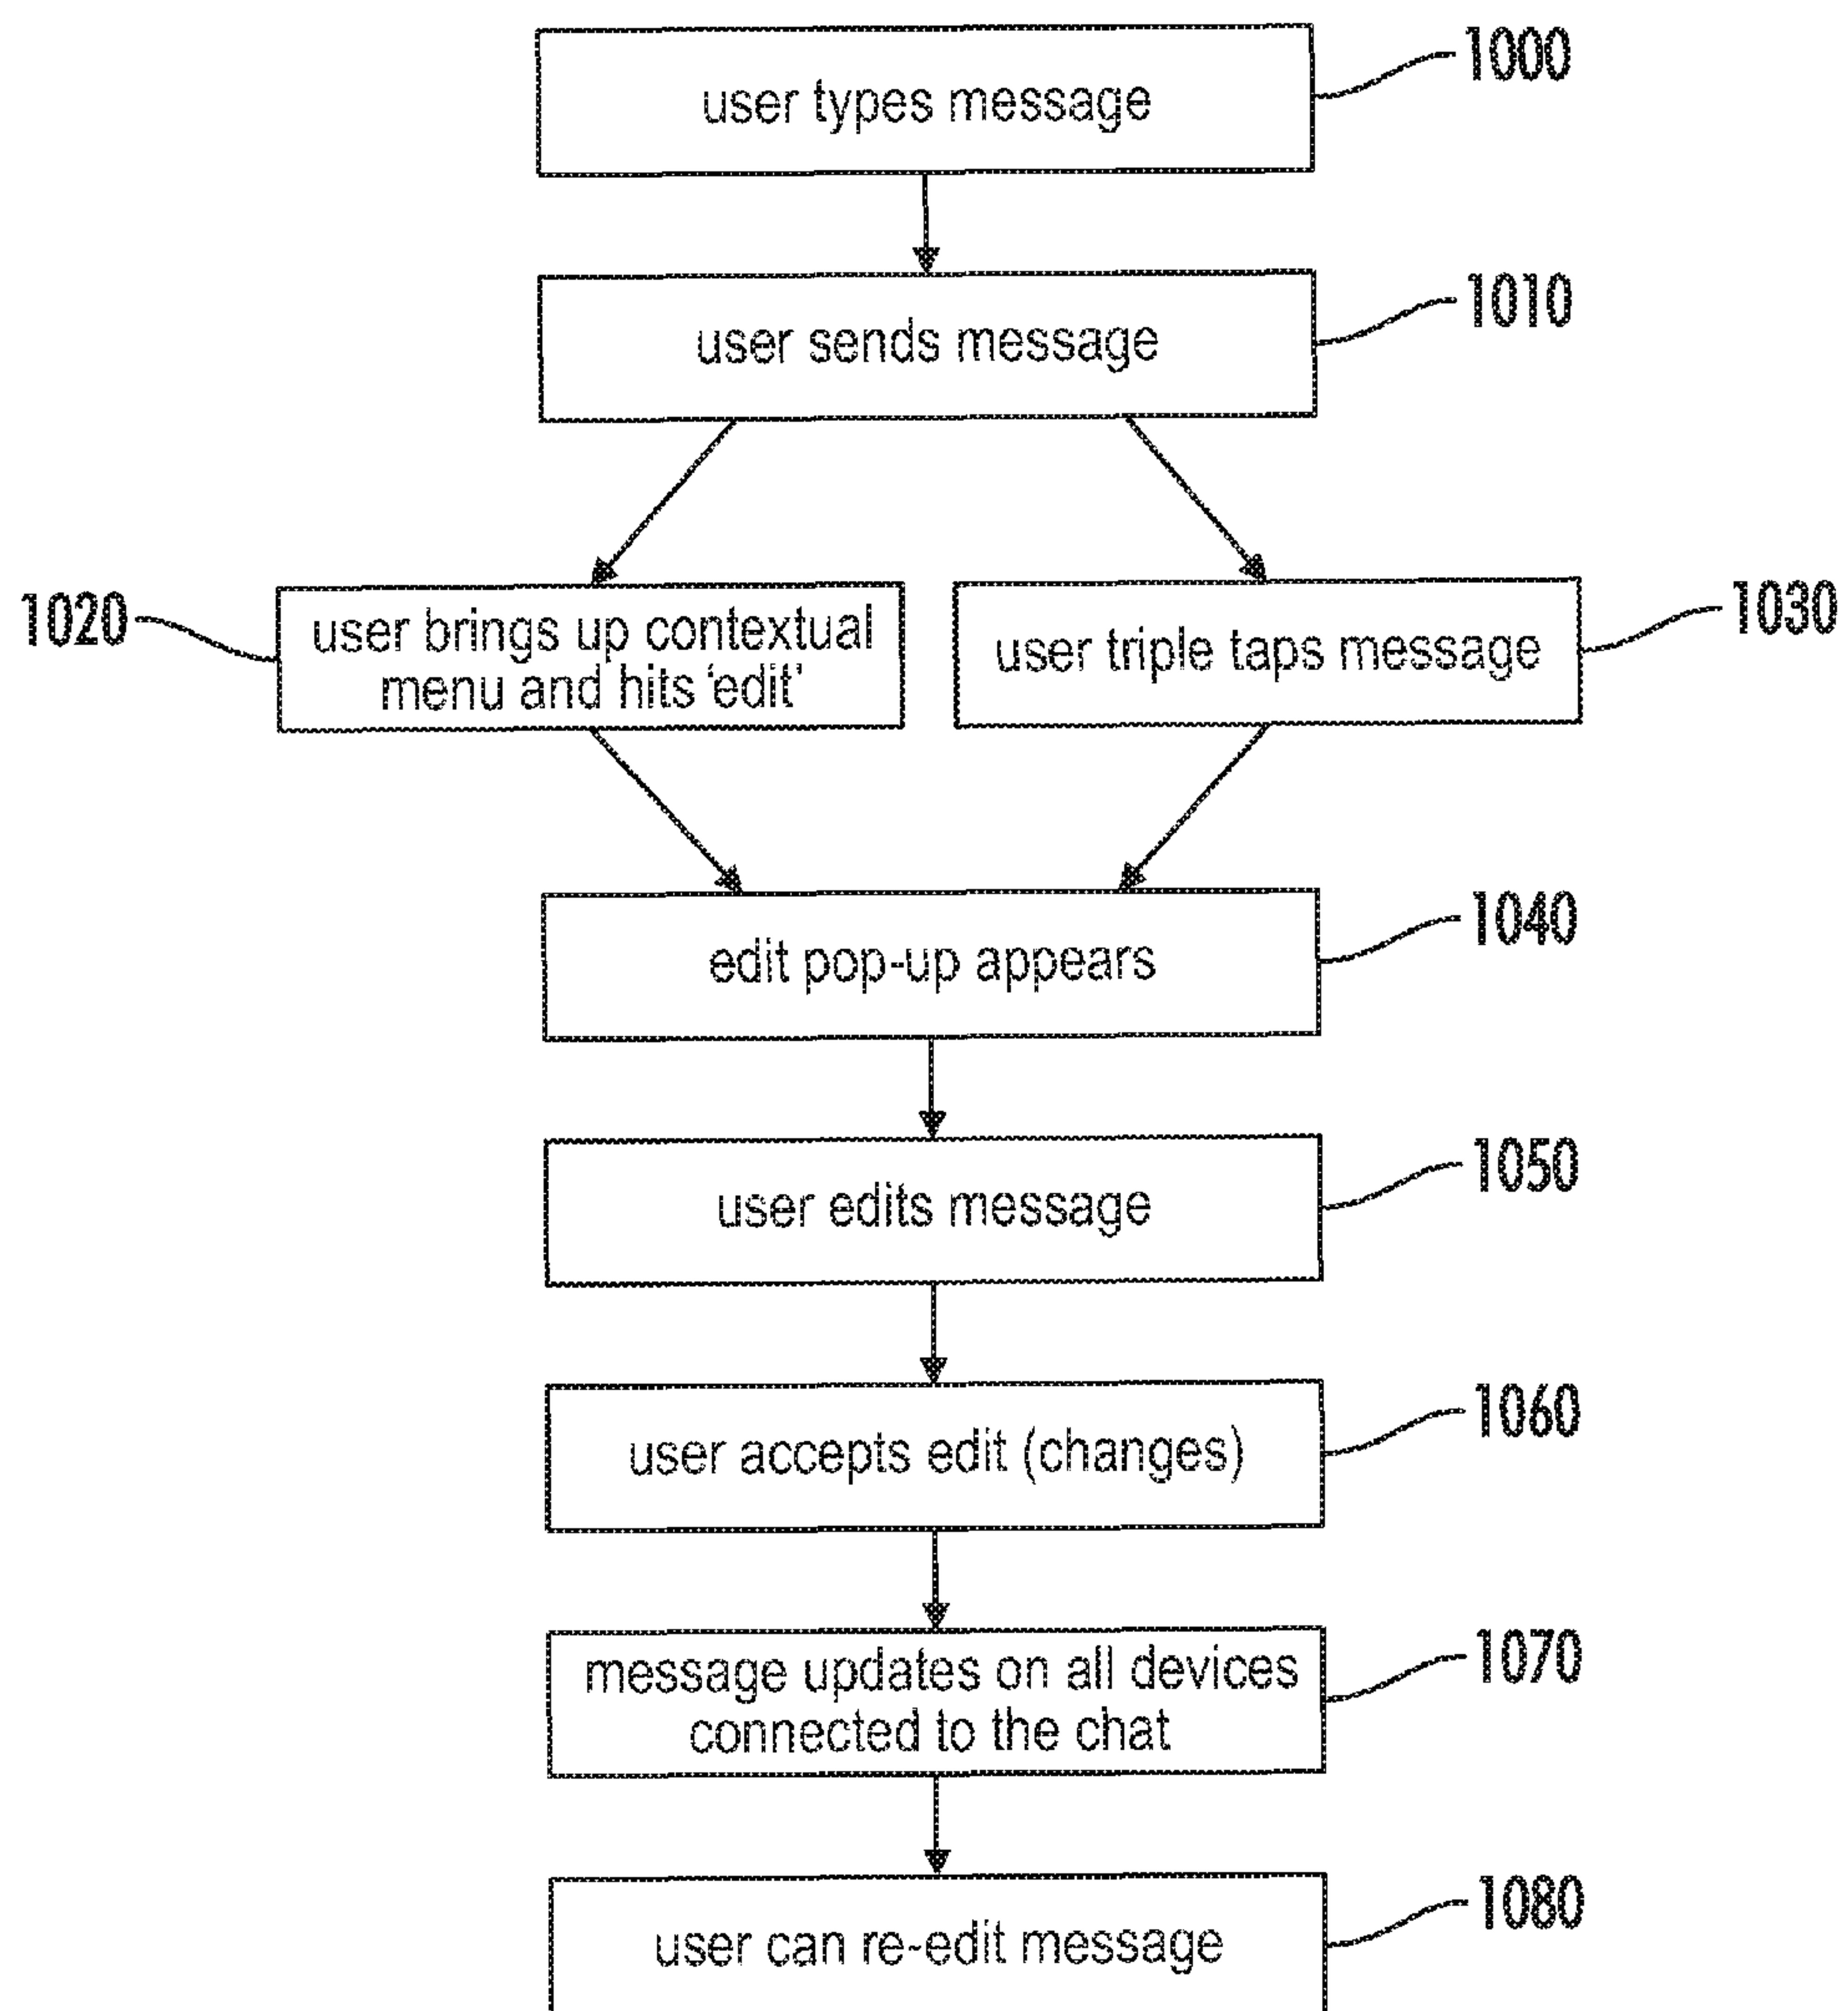 user types message
1000
user sends message
1010
1020
user brings up contextual
menu and hits ‘edit’
user triple taps message
1030
edit pop-up appears
1040
user edits message
1050
user accepts edit (changes)
1060
message updates on all devices
connected to the chat
1070
user can re-edit message
1080